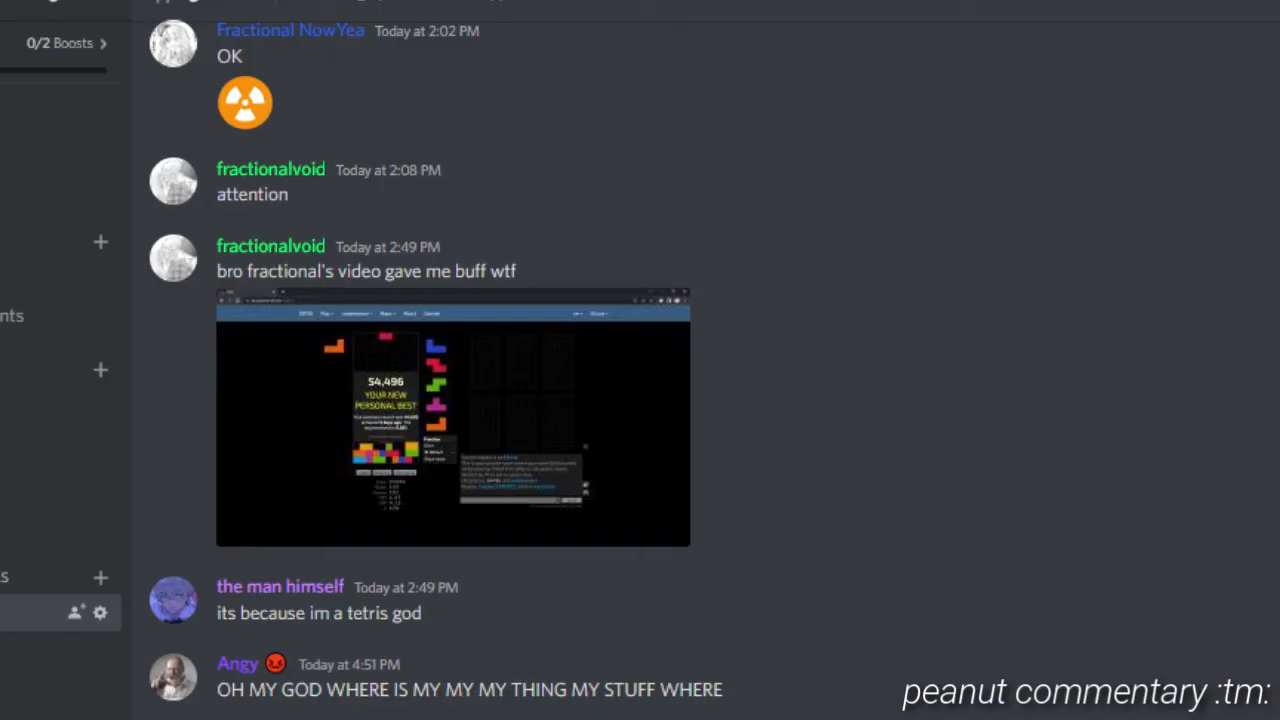 0/2 Boosts
Fractional NowYea Today at 2:02 PM
OK
fractionalvoid Today at 2:08 PM
attention
fractionalvoid Today at 2:49 PM
bro fractional's video gave me buff wtf
54,496
YOUR NEW
PERSONAL BEST
nts
s
the man himself Today at 2:49 PM
its because im a tetris god
Angy Today at 4:51 PM
OH MY GOD WHERE IS MY MY MY THING MY STUFF WHERE
peanut commentary :tm: